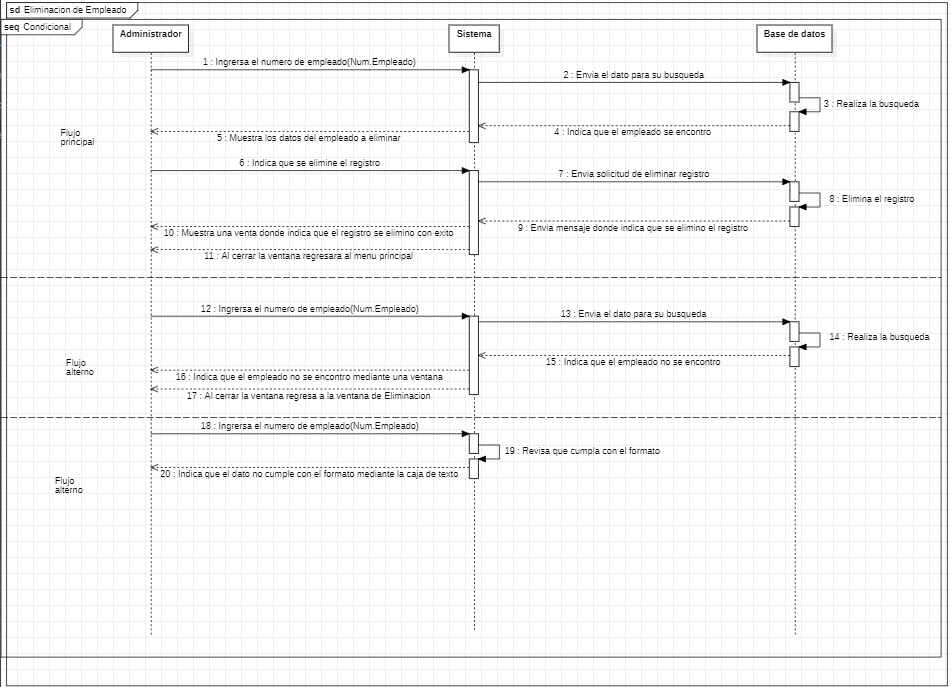 sd Eliminacion de Empleado
seq Condicional
Administrador
Sistema
Base de datos
1 : Ingrersa el numero de empleado(Num.Empleado)
2 : Envia el dato para su busqueda
3 : Realiza la busqueda
4 : Indica que el empleado se encontro
5 : Muestra los datos del empleado a eliminar
Flujo
principal
6 : Indica que se elimine el registro
7 : Envia solicitud de eliminar registro
8 : Elimina el registro
9 : Envia mensaje donde indica que se elimino el registro
10 : Muestra una venta donde indica que el registro se elimino con exito
11 : Al cerrar la ventana regresara al menu principal
12 : Ingrersa el numero de empleado(Num.Empleado)
13 : Envia el dato para su busqueda
14 : Realiza la busqueda
15 : Indica que el empleado no se encontro
Flujo
alterno
16 : Indica que el empleado no se encontro mediante una ventana
17 : Al cerrar la ventana regresa a la ventana de Eliminacion
18 : Ingrersa el numero de empleado(Num.Empleado)
19 : Revisa que cumpla con el formato
20 : Indica que el dato no cumple con el formato mediante la caja de texto
Flujo
alterno